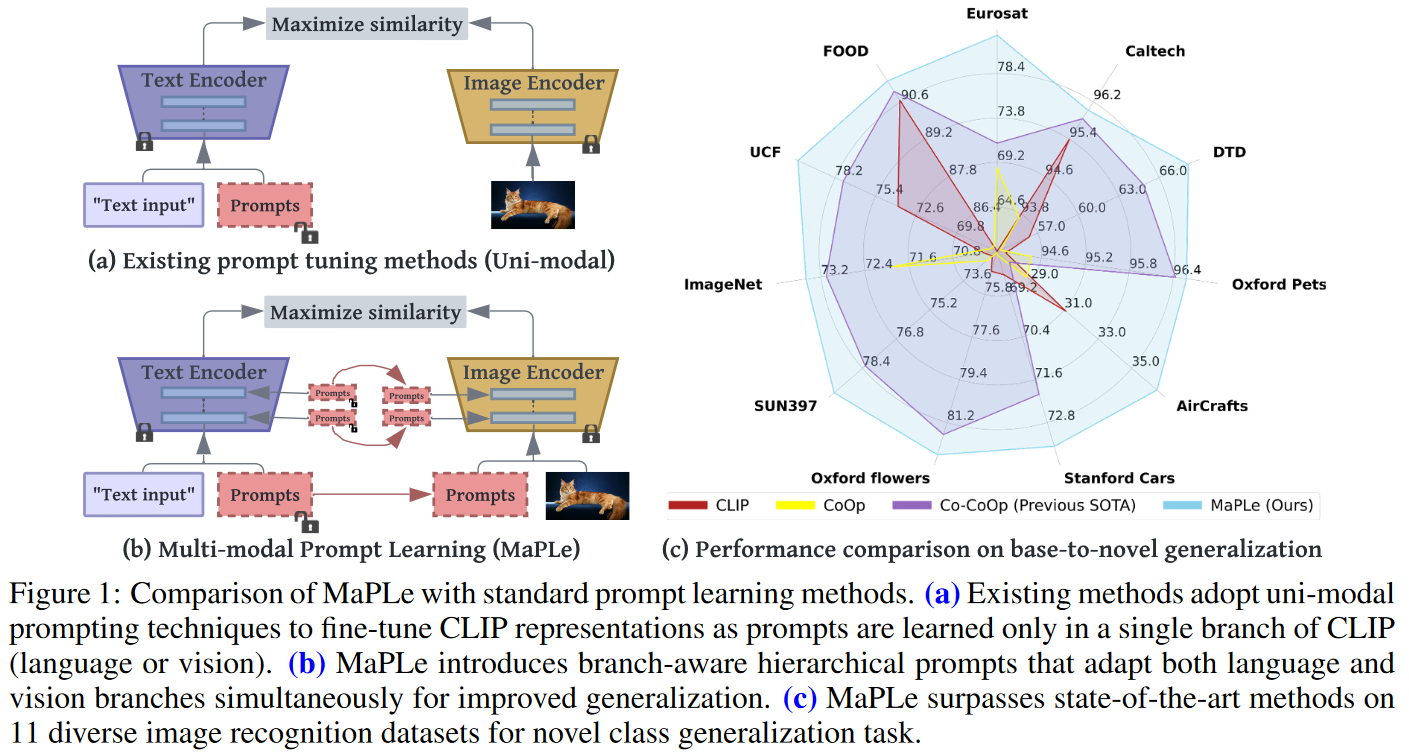 Maximize similarity
Text Encoder
Image Encoder
"Text input"
Prompts
(a) Existing prompt tuning methods (Uni-modal)
Maximize similarity
Text Encoder
Image Encoder
Prompts
Prompts
Prompts
Prompts
"Text input"
Prompts
Prompts
(b) Multi-modal Prompt Learning (MaPLe)
Eurosat
78.4
73.8
69.2
64.6
Caltech
96.2
95.4
94.6
93.8
DTD
66.0
63.0
60.0
57.0
Oxford Pets
96.4
95.8
95.2
94.6
AirCrafts
35.0
33.0
31.0
29.0
Stanford Cars
72.8
71.6
70.4
69.2
Oxford flowers
81.2
79.4
77.6
75.8
SUN397
78.4
76.8
75.2
73.6
ImageNet
73.2
72.4
71.6
70.8
UCF
78.2
75.4
72.6
69.8
FOOD
90.6
89.2
87.8
86.4
CLIP
CoOp
Co-CoOp (Previous SOTA)
MaPLe (Ours)
(c) Performance comparison on base-to-novel generalization
Figure 1: Comparison of MaPLe with standard prompt learning methods. (a) Existing methods adopt uni-modal
prompting techniques to fine-tune CLIP representations as prompts are learned only in a single branch of CLIP
(language or vision). (b) MaPLe introduces branch-aware hierarchical prompts that adapt both language and
vision branches simultaneously for improved generalization. (c) MaPLe surpasses state-of-the-art methods on
11 diverse image recognition datasets for novel class generalization task.